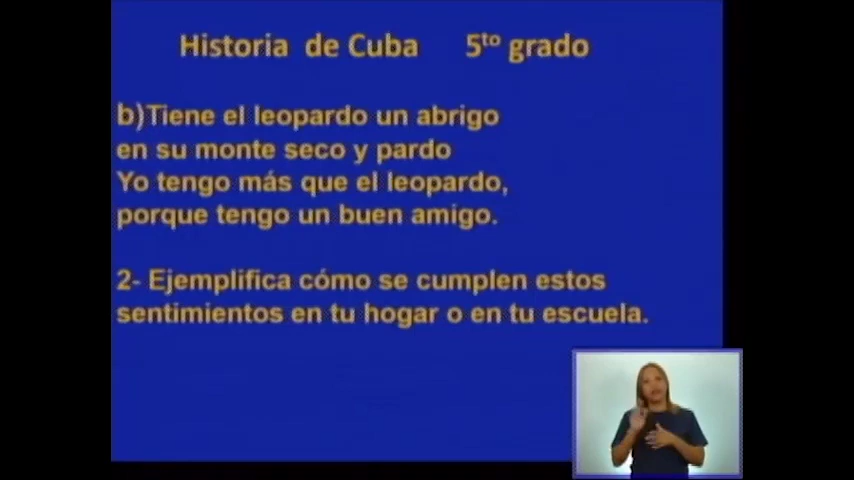 Historia de Cuba 5to grado
b)Tiene el leopardo un abrigo
en su monte seco y pardo
Yo tengo más que el leopardo,
porque tengo un buen amigo.
2- Ejemplifica cómo se cumplen estos
sentimientos en tu hogar o en tu escuela.